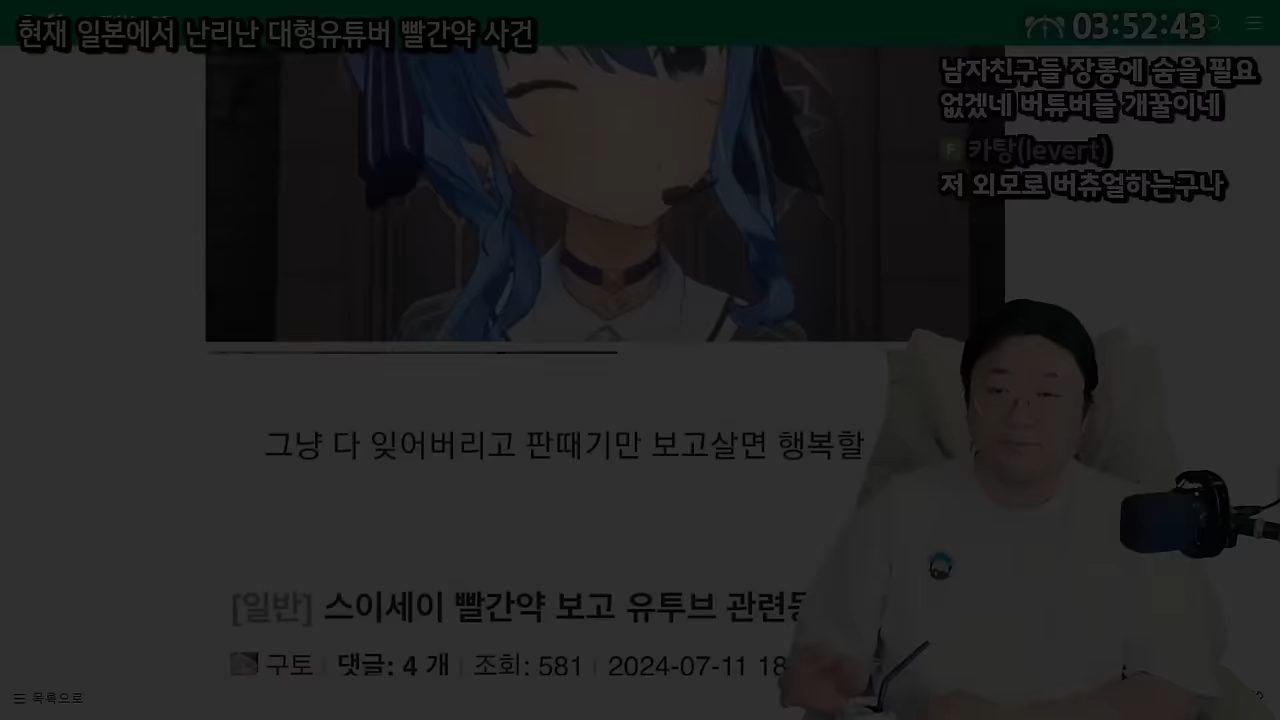 현재 일본에서 난리난 대형유튜버 빨간약 사건
03:52:43
남자친구들 장롱에 숨을 필요
없겠네 버튜버들 개꿀이네
F 카탕(levert)
저 외모로 버츄얼하는구나
그냥 다 잊어버리고 판때기만 보고살면 행복할
[일반] 스이세이 빨간약 보고 유투브 관련
구토 | 댓글: 4 개 | 조회: 581 | 2024-07-11 18
☰ 목록으로